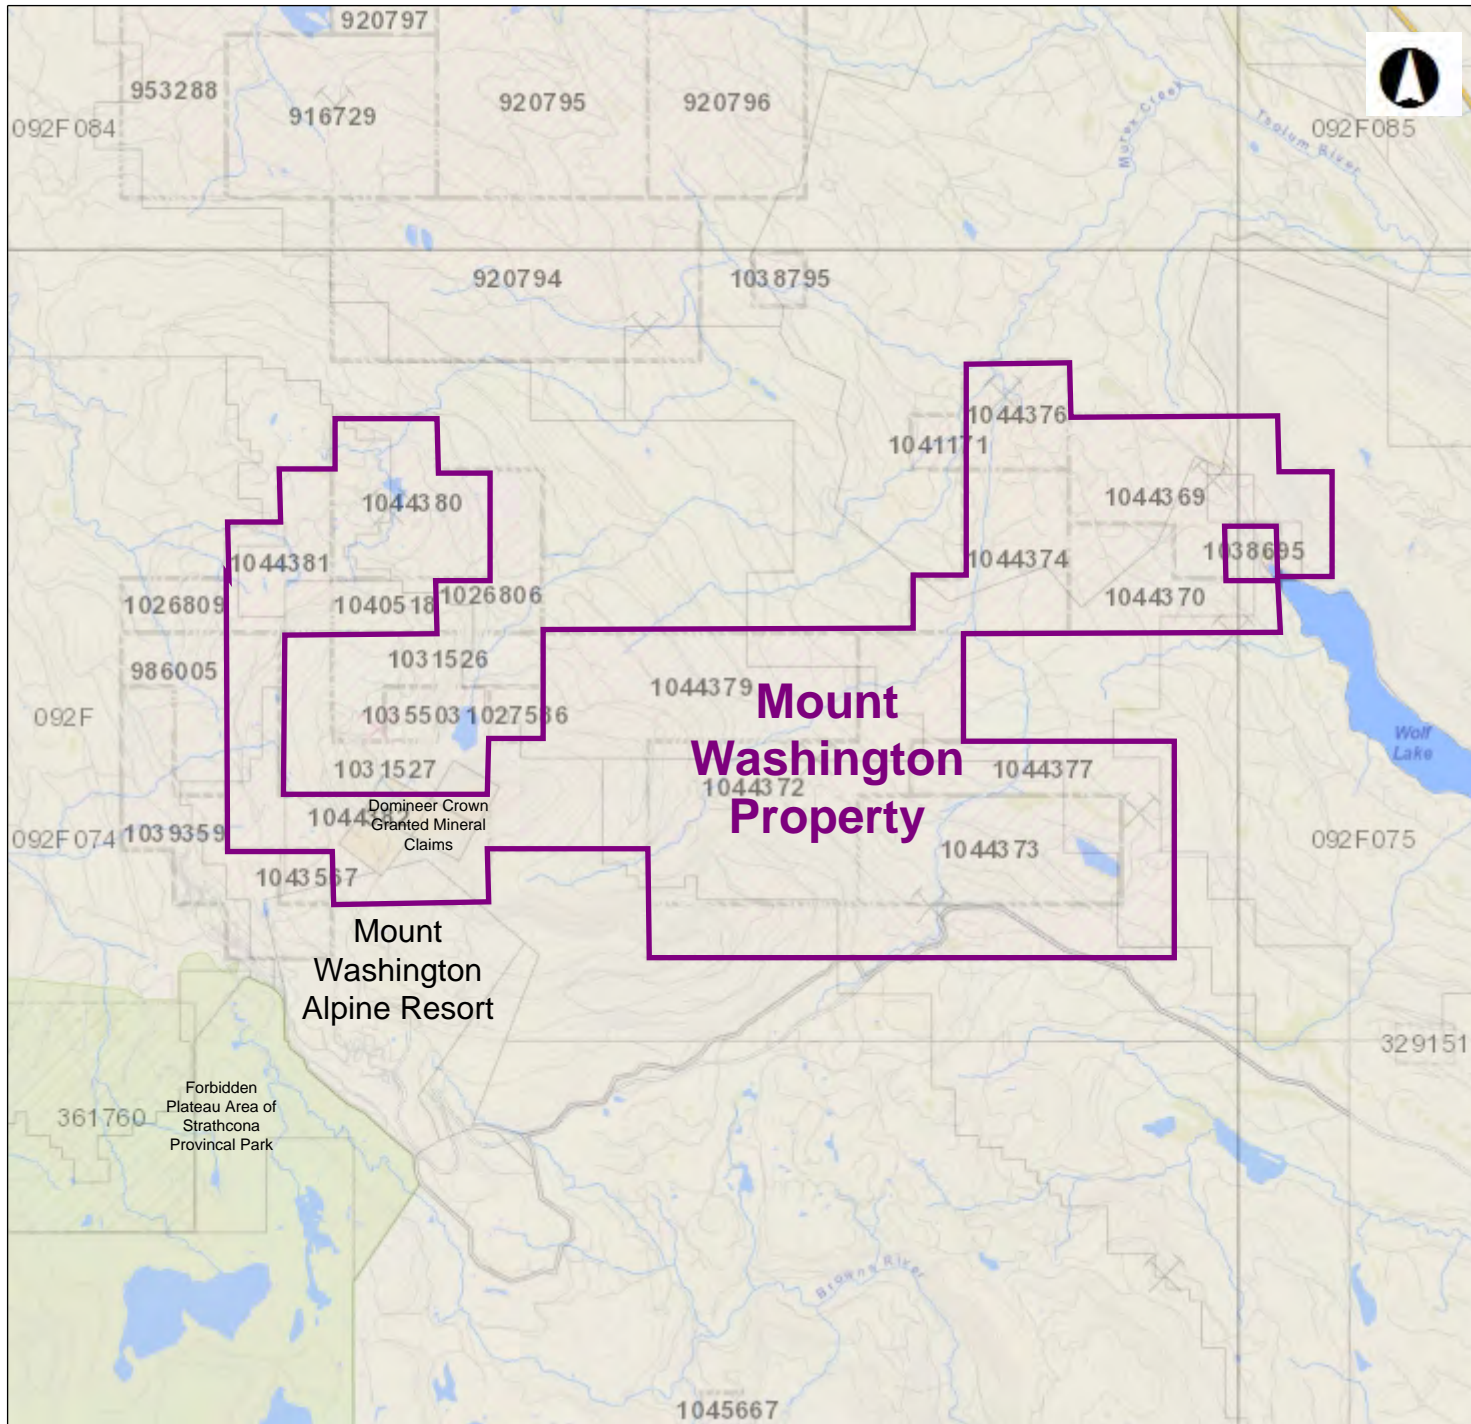 920797
953288
916729
920795
920796
092F084
092F085
Murex Creek
Tsolum River
920794
1038795
1044376
1041171
1044380
1044369
1044381
1044374
1038695
1026809
1040518
1026806
1044370
1031526
986005
1044379
092F
1035503
1027586
Mount
Washington
Property
Wolf
Lake
1031527
1044377
1044372
1044382
Domineer Crown
Granted Mineral
Claims
092F074
1039359
1044373
092F075
1043567
Mount
Washington
Alpine Resort
329151
Forbidden
Plateau Area of
Strathcona
Provincal Park
361760
Browns River
1045667